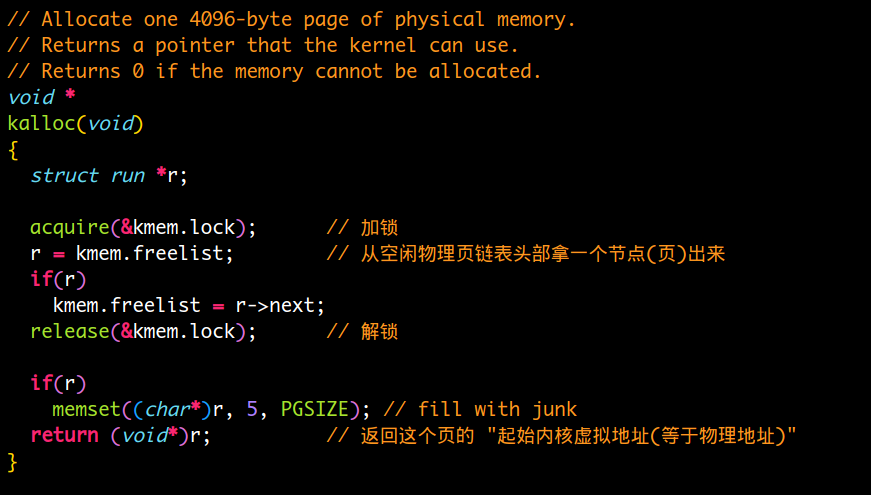 // Allocate one 4096-byte page of physical memory.
// Returns a pointer that the kernel can use.
// Returns 0 if the memory cannot be allocated.
void *
kalloc(void)
{
  struct run *r;

  acquire(&kmem.lock);      // 加锁
  r = kmem.freelist;        // 从空闲物理页链表头部拿一个节点(页)出来
  if(r)
    kmem.freelist = r->next;
  release(&kmem.lock);      // 解锁

  if(r)
    memset((char*)r, 5, PGSIZE); // fill with junk
  return (void*)r;          // 返回这个页的 "起始内核虚拟地址(等于物理地址)"
}